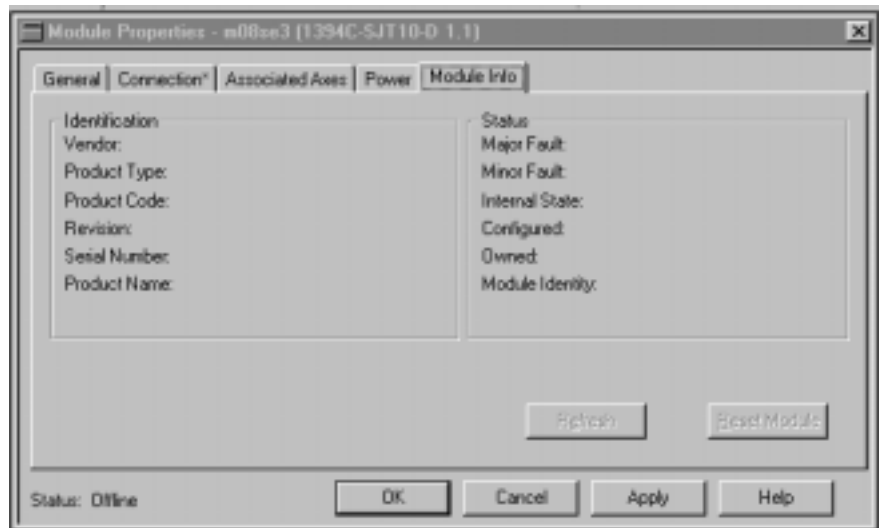 Module Properties - m08se3 (1394C-SJT10-D 1.1)
General Connection* Associated Axes Power Module Info
Identification
Vendor:
Product Type:
Product Code:
Revision:
Serial Number:
Product Name:
Status
Major Fault:
Minor Fault:
Internal State:
Configured:
Owned:
Module Identity:
Refresh Reset Module
Status: Offline OK Cancel Apply Help